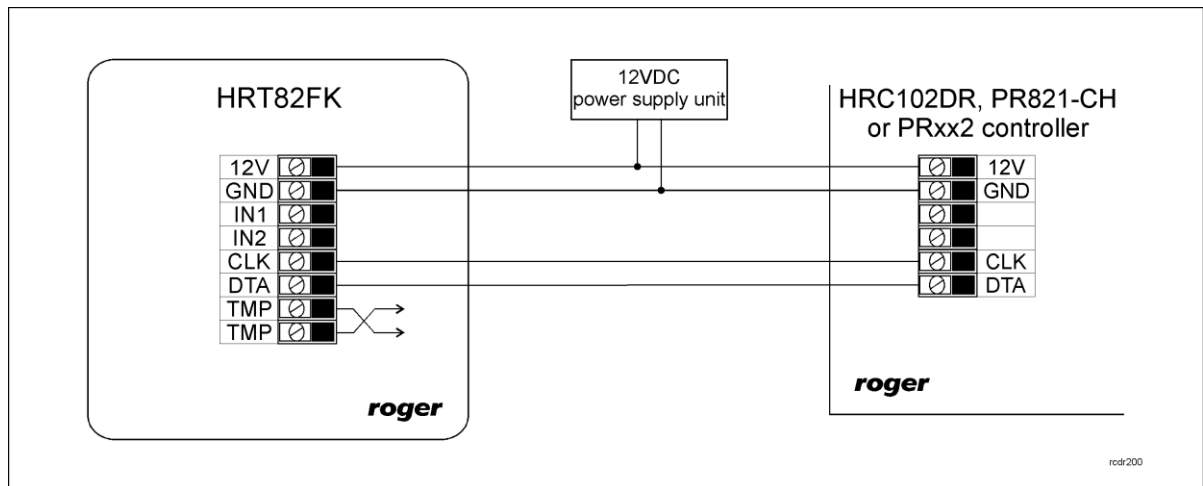 HRT82FK
12V
GND
IN1
IN2
CLK
DTA
TMP
TMP
roger
12VDC
power supply unit
HRC102DR, PR821-CH
or PRxx2 controller
12V
GND
CLK
DTA
roger
rcdr200